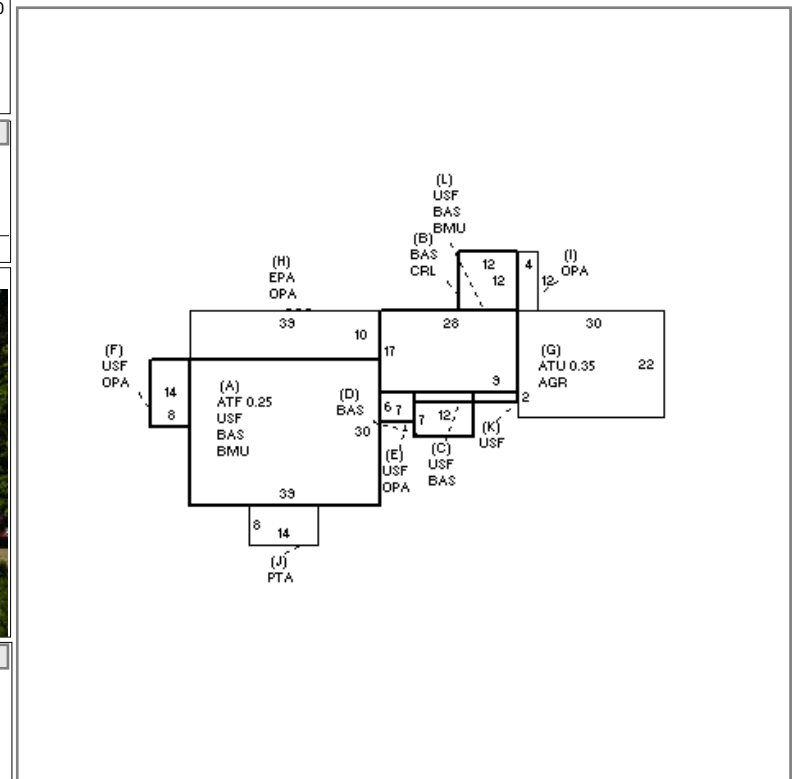 (L)
USF
BAS
BMU
(B)
BAS
CRL
12
12
4
12
(I)
OPA
(H)
EPA
OPA
39
10
28
30
17
(G)
ATU 0.35
AGR
22
(F)
USF
OPA
14
8
(A)
ATF 0.25
USF
BAS
BMU
(D)
BAS
6
7
9
2
7
12
30
(K)
USF
(E)
USF
OPA
(C)
USF
BAS
39
8
14
(J)
PTA